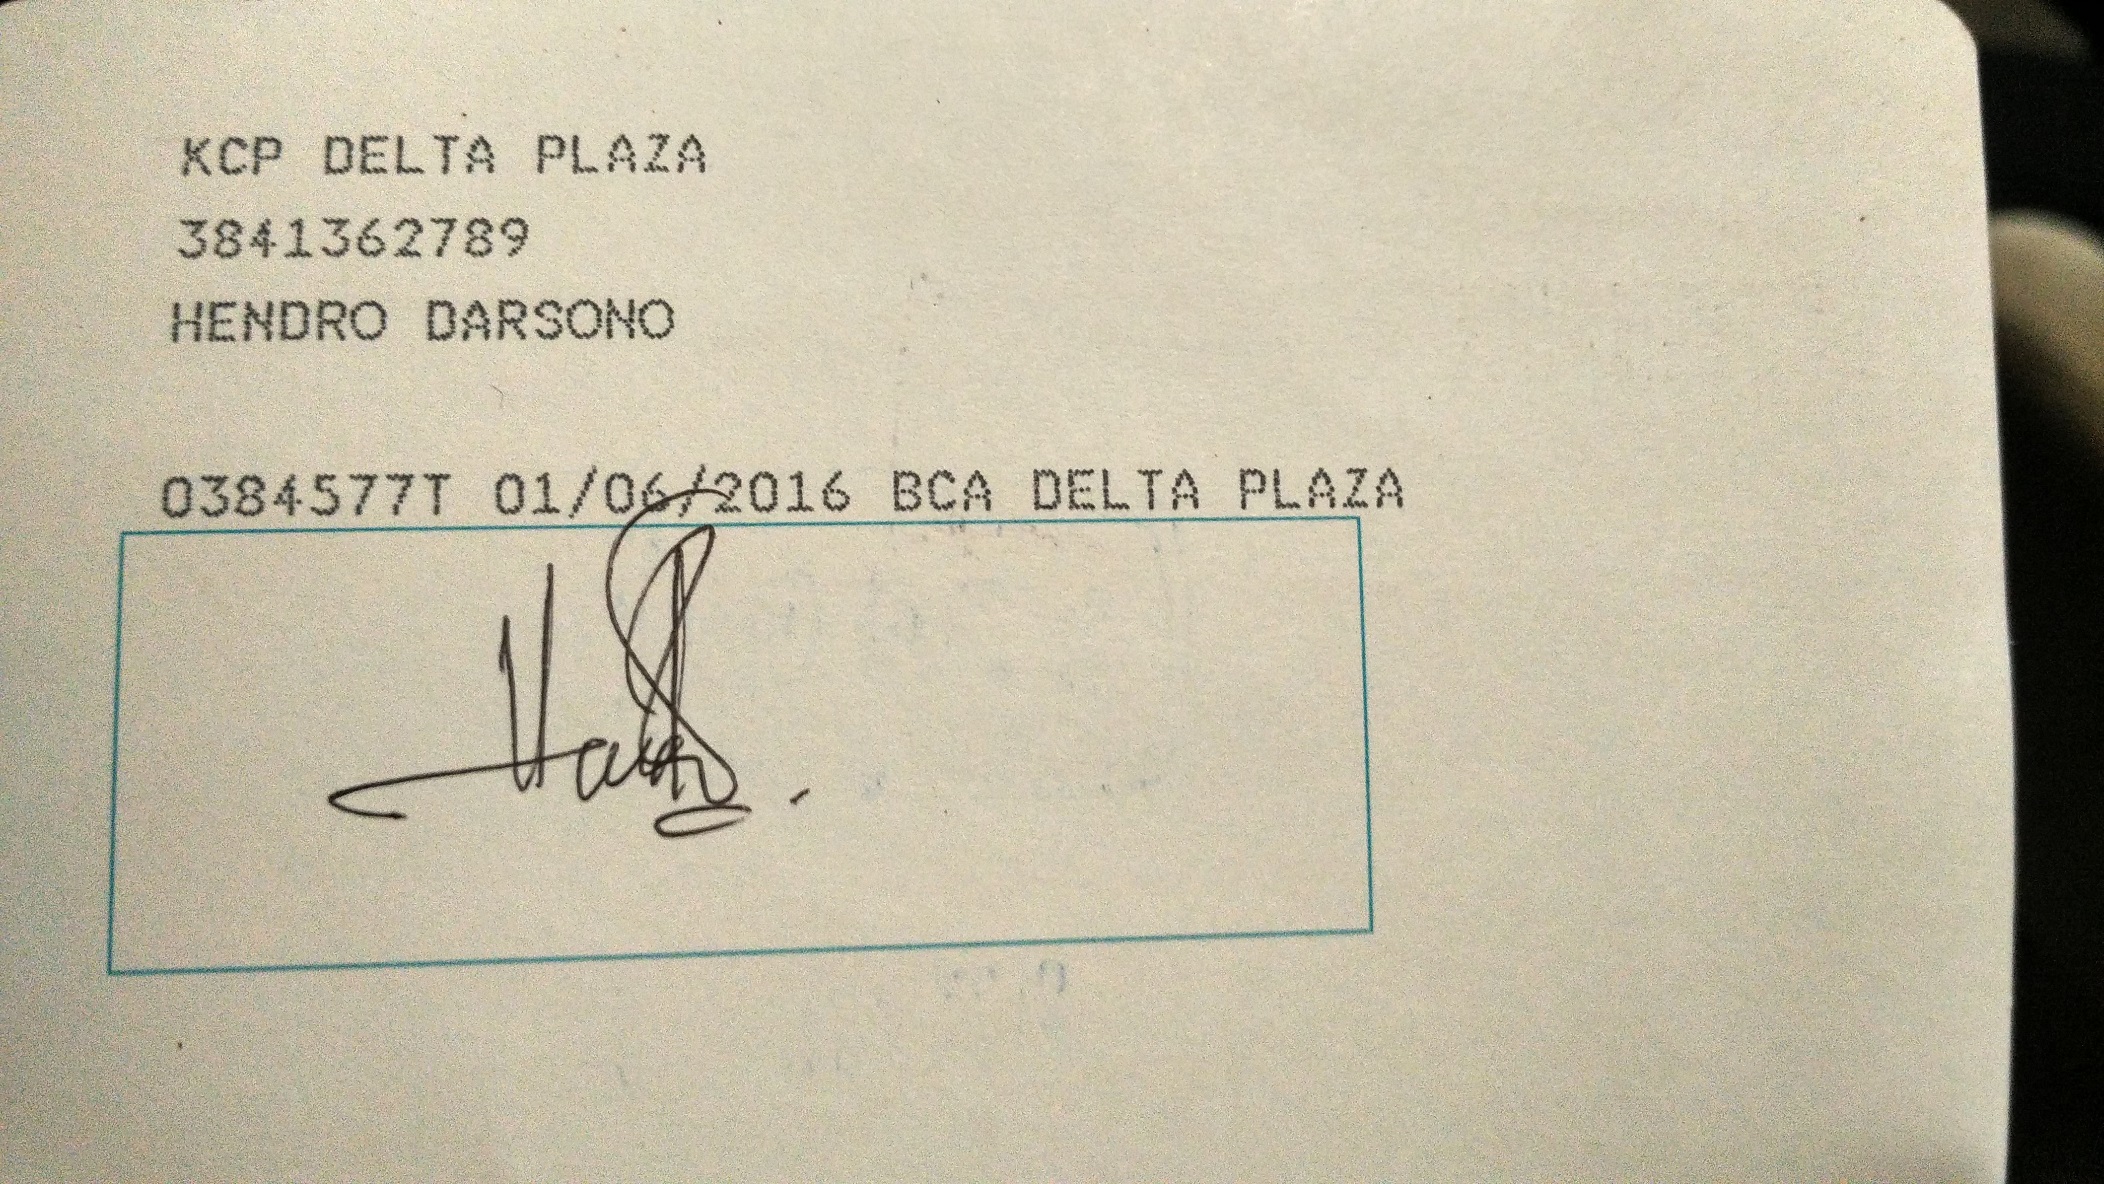 KCP DELTA PLAZA
3841362789
HENDRO DARSONO
0384577T 01/06/2016 BCA DELTA PLAZA